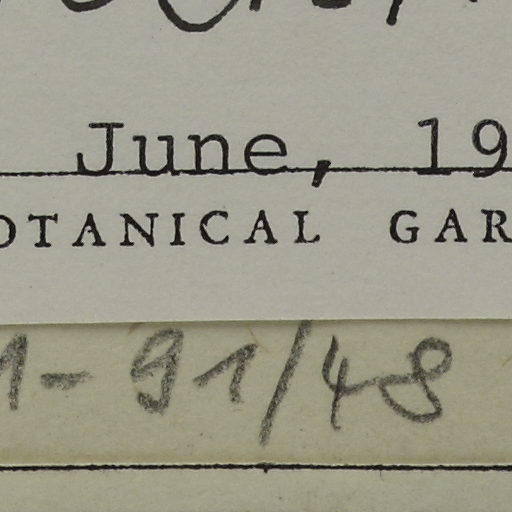 June, 19
OTANICAL GAR
1-91/48